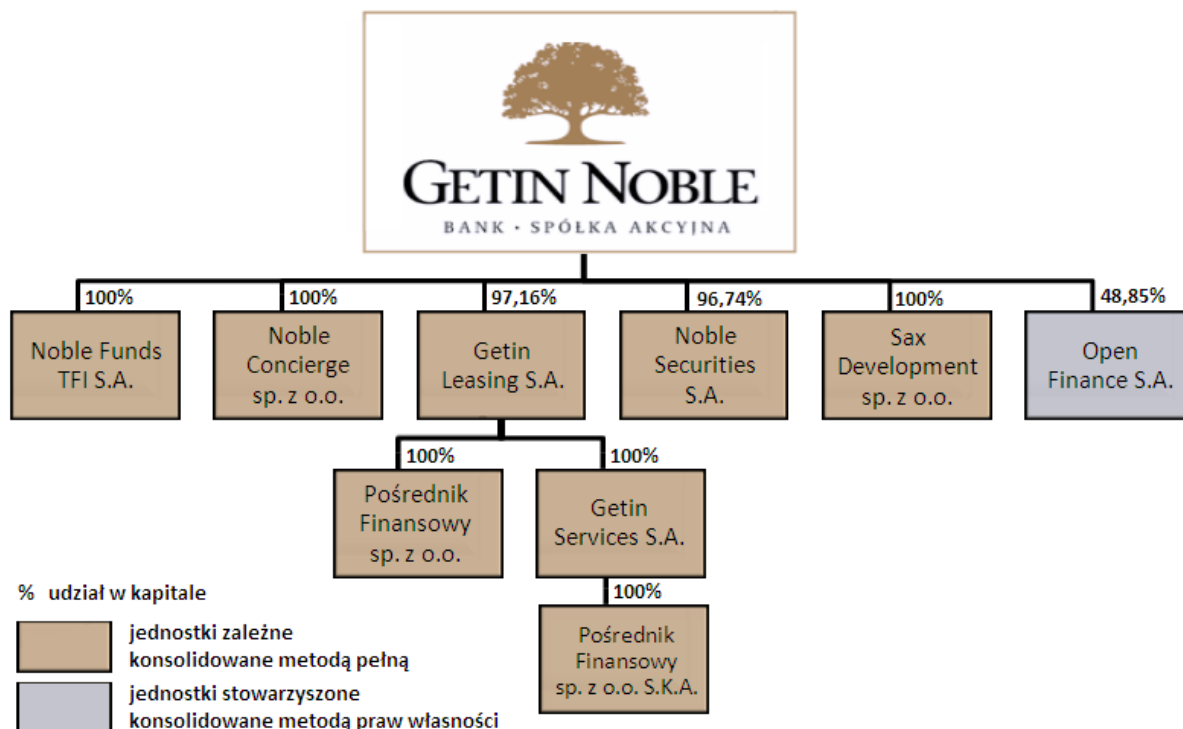 GETIN NOBLE
BANK · SPÓŁKA AKCYJNA
100%
100%
97,16%
96,74%
100%
48,85%
Noble Funds
TFI S.A.
Noble
Concierge
sp. z o.o.
Getin
Leasing S.A.
Noble
Securities
S.A.
Sax
Development
sp. z o.o.
Open
Finance S.A.
100%
100%
Pośrednik
Finansowy
sp. z o.o.
Getin
Services S.A.
100%
Pośrednik
Finansowy
sp. z o.o. S.K.A.
% udział w kapitale
jednostki zależne
konsolidowane metodą pełną
jednostki stowarzyszone
konsolidowane metodą praw własności